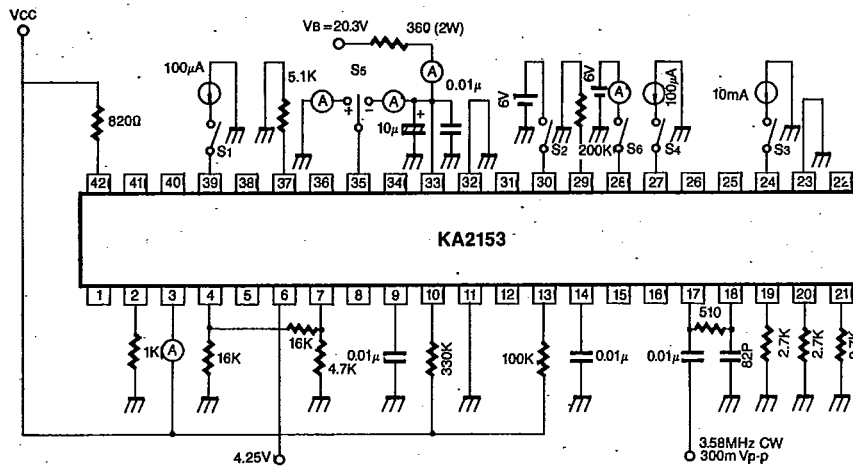 VCC
VB=20.3V
360 (2W)
100μA
5.1K
S5
A
0.01μ
6V
6V
A
100μA
10mA
820Ω
A
+
−
A
+
10μ
S1
S2
200K
S6
S4
S3
42 41 40 39 38 37 36 35 34 33 32 31 30 29 28 27 26 25 24 23 22
KA2153
1 2 3 4 5 6 7 8 9 10 11 12 13 14 15 16 17 18 19 20 21
510
1K
A
16K
16K
4.7K
0.01μ
330K
100K
0.01μ
0.01μ
82P
2.7K
2.7K
2.7K
4.25V
3.58MHz CW
300m Vp-p